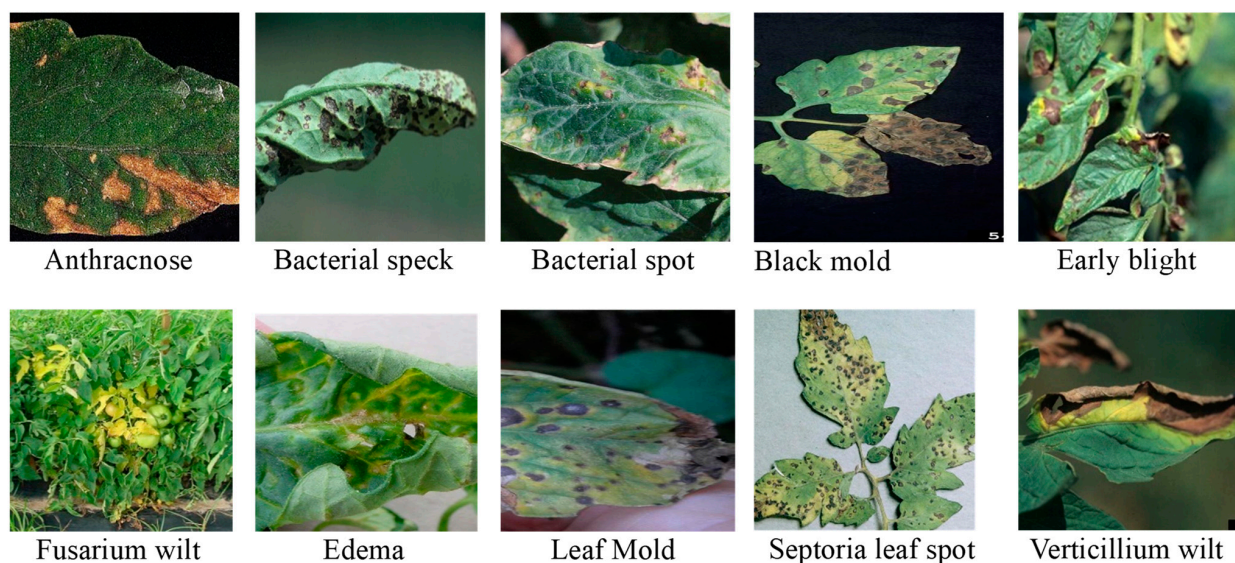 Anthracnose
Bacterial speck
Bacterial spot
Black mold
Early blight
Fusarium wilt
Edema
Leaf Mold
Septoria leaf spot
Verticillium wilt